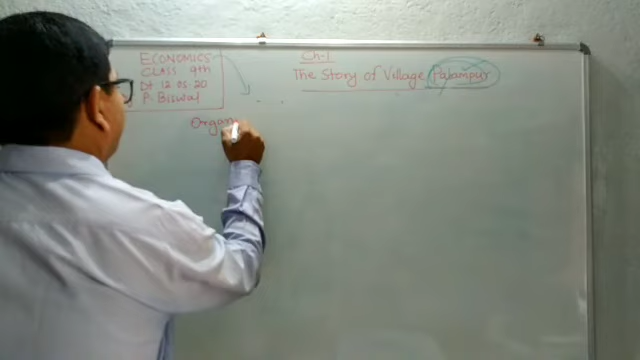 ECONOMICS
CLASS 9th
Dt 12.05.20
P. Biswal
Ch-1
The Story of Village Palampur
Organ